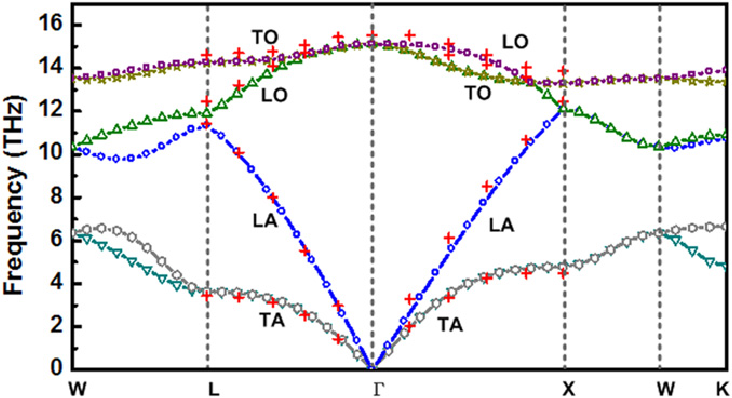 Frequency (THz)
16
14
12
10
8
6
4
2
0
TO
LO
LO
TO
LA
LA
TA
TA
W
L
Γ
X
W
K